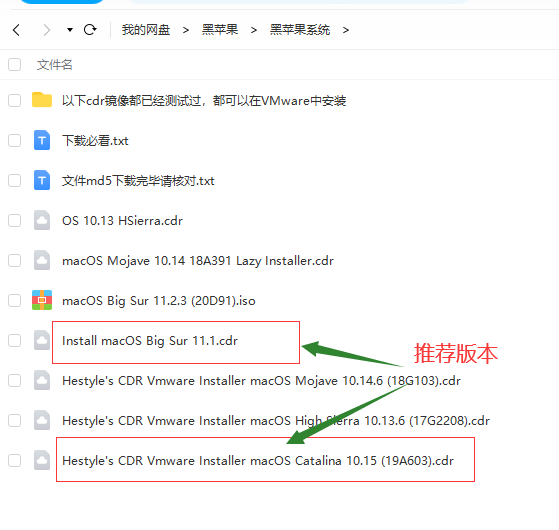 我的网盘 > 黑苹果 > 黑苹果系统 >
文件名
以下cdr镜像都已经测试过，都可以在VMware中安装
下载必看.txt
文件md5下载完毕请核对.txt
OS 10.13 HSierra.cdr
macOS Mojave 10.14 18A391 Lazy Installer.cdr
macOS Big Sur 11.2.3 (20D91).iso
Install macOS Big Sur 11.1.cdr
推荐版本
Hestyle's CDR Vmware Installer macOS Mojave 10.14.6 (18G103).cdr
Hestyle's CDR Vmware Installer macOS High Sierra 10.13.6 (17G2208).cdr
Hestyle's CDR Vmware Installer macOS Catalina 10.15 (19A603).cdr